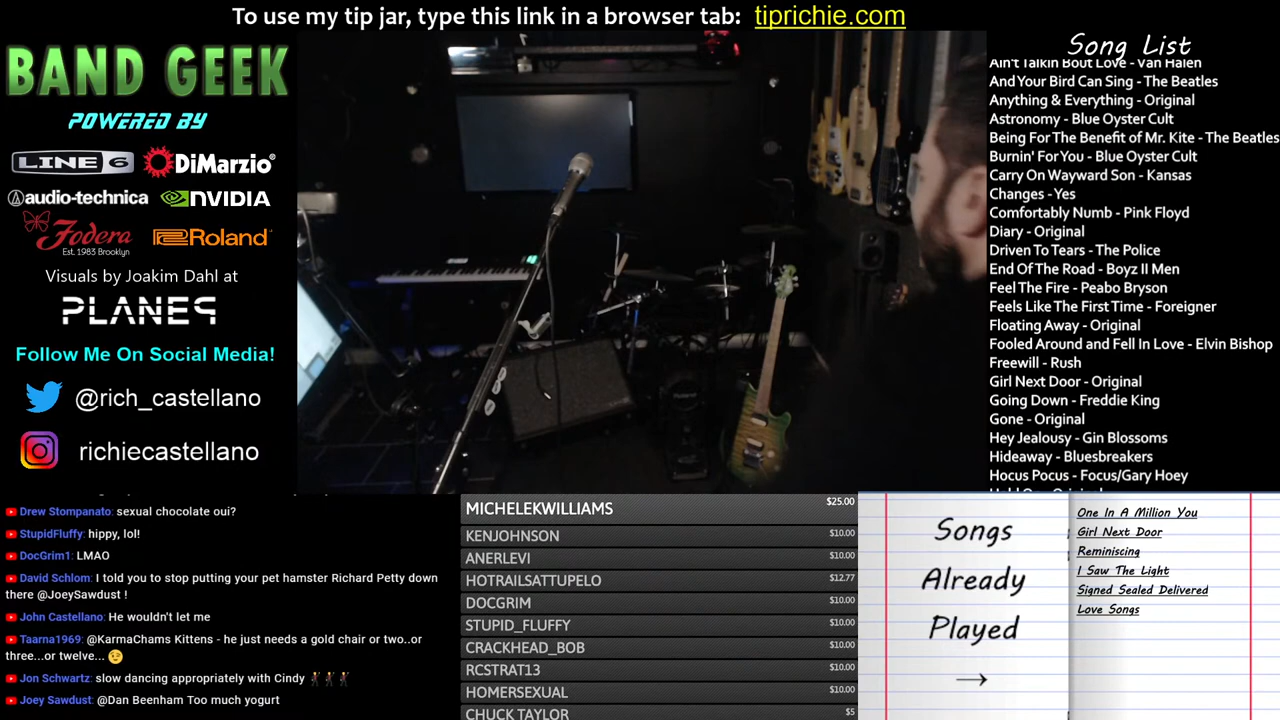 To use my tip jar, type this link in a browser tab: tiprichie.com
BAND GEEK
POWERED BY
LINE 6
DiMarzio
audio-technica
NVIDIA
Fodera
Est. 1983 Brooklyn
Roland
Visuals by Joakim Dahl at
PLANE9
Follow Me On Social Media!
@rich_castellano
richiecastellano
Song List
Ain't Talkin Bout Love - Van Halen
And Your Bird Can Sing - The Beatles
Anything & Everything - Original
Astronomy - Blue Oyster Cult
Being For The Benefit of Mr. Kite - The Beatles
Burnin' For You - Blue Oyster Cult
Carry On Wayward Son - Kansas
Changes - Yes
Comfortably Numb - Pink Floyd
Diary - Original
Driven To Tears - The Police
End Of The Road - Boyz II Men
Feel The Fire - Peabo Bryson
Feels Like The First Time - Foreigner
Floating Away - Original
Fooled Around and Fell In Love - Elvin Bishop
Freewill - Rush
Girl Next Door - Original
Going Down - Freddie King
Gone - Original
Hey Jealousy - Gin Blossoms
Hideaway - Bluesbreakers
Hocus Pocus - Focus/Gary Hoey
Drew Stompanato: sexual chocolate oui?
StupidFluffy: hippy, lol!
DocGrim1: LMAO
David Schlom: I told you to stop putting your pet hamster Richard Petty down
there @JoeySawdust !
John Castellano: He wouldn't let me
Taarna1969: @KarmaChams Kittens - he just needs a gold chair or two..or
three...or twelve... 😉
Jon Schwartz: slow dancing appropriately with Cindy
Joey Sawdust: @Dan Beenham Too much yogurt
MICHELEKWILLIAMS $25.00
KENJOHNSON $10.00
ANERLEVI $10.00
HOTRAILSATTUPELO $12.77
DOCGRIM $10.00
STUPID_FLUFFY $10.00
CRACKHEAD_BOB $10.00
RCSTRAT13 $10.00
HOMERSEXUAL $10.00
CHUCK TAYLOR $5
Songs
Already
Played
→
One In A Million You
Girl Next Door
Reminiscing
I Saw The Light
Signed Sealed Delivered
Love Songs